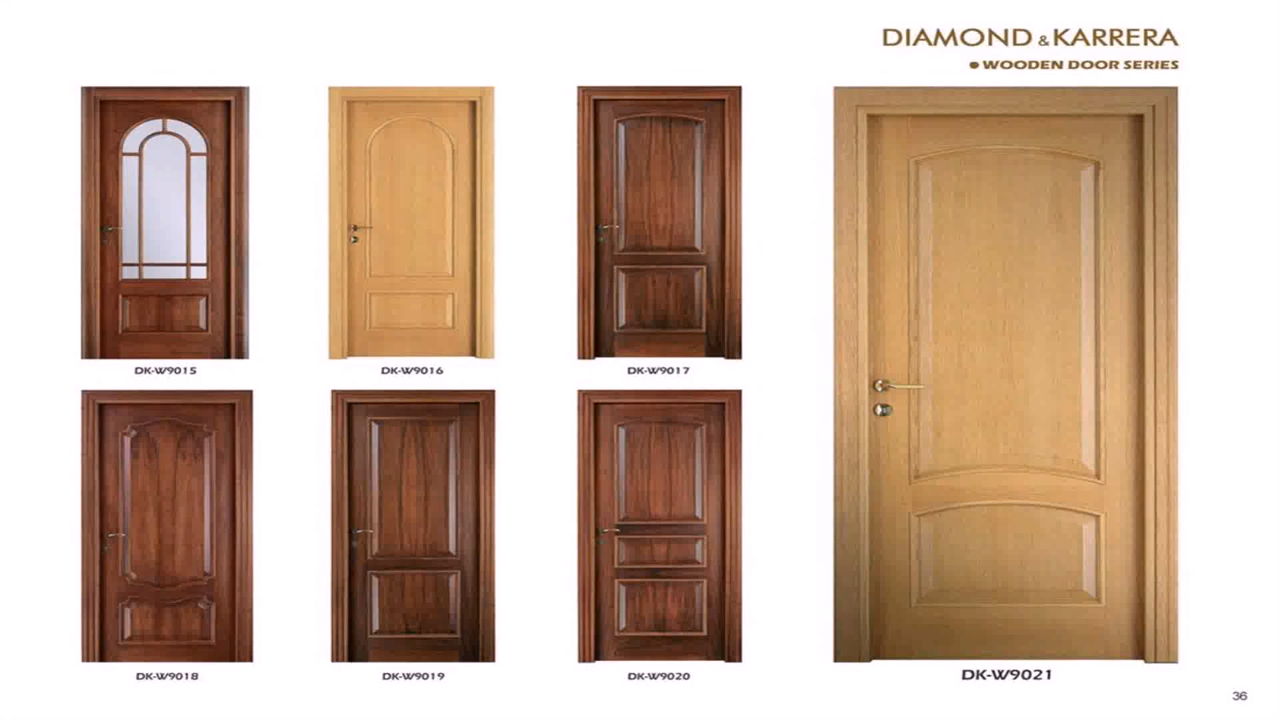 DIAMOND & KARRERA
● WOODEN DOOR SERIES
DK-W9015
DK-W9016
DK-W9017
DK-W9018
DK-W9019
DK-W9020
DK-W9021
36